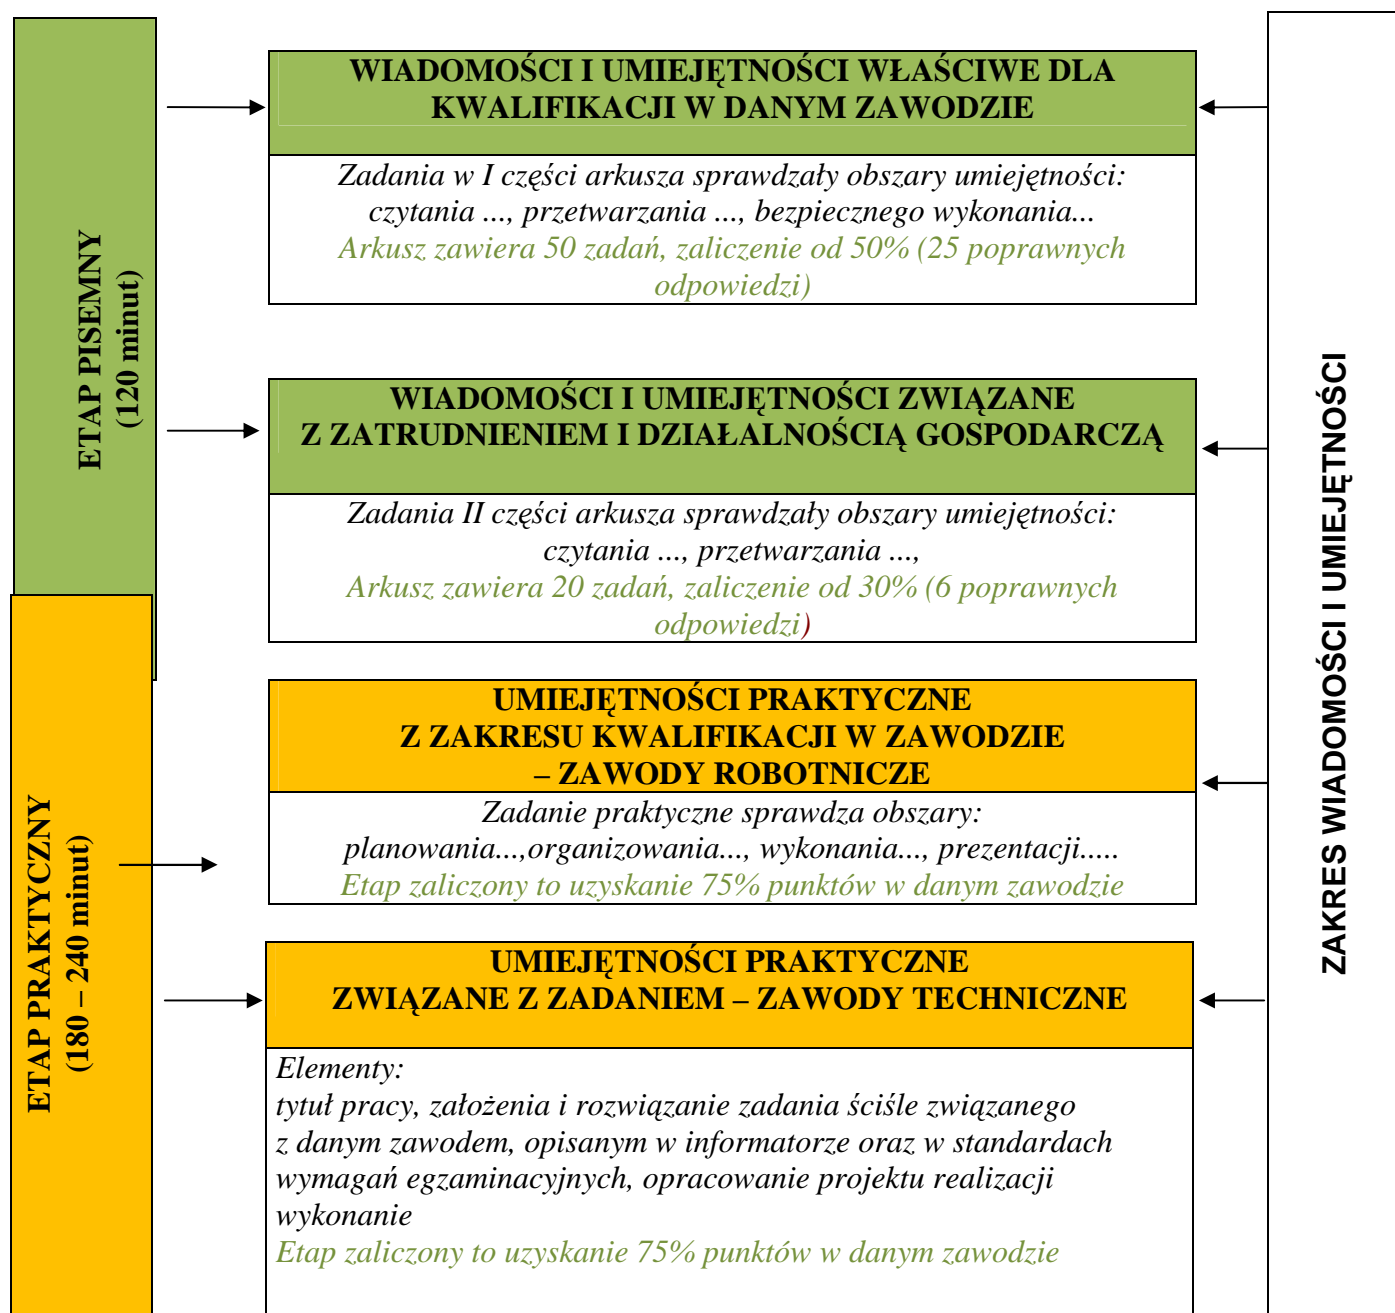 ETAP PISEMNY
(120 minut)
WIADOMOŚCI I UMIEJĘTNOŚCI WŁAŚCIWE DLA
KWALIFIKACJI W DANYM ZAWODZIE
Zadania w I części arkusza sprawdzały obszary umiejętności:
czytania ..., przetwarzania ..., bezpiecznego wykonania...
Arkusz zawiera 50 zadań, zaliczenie od 50% (25 poprawnych
odpowiedzi)
WIADOMOŚCI I UMIEJĘTNOŚCI ZWIĄZANE
Z ZATRUDNIENIEM I DZIAŁALNOŚCIĄ GOSPODARCZĄ
Zadania II części arkusza sprawdzały obszary umiejętności:
czytania ..., przetwarzania ...,
Arkusz zawiera 20 zadań, zaliczenie od 30% (6 poprawnych
odpowiedzi)
ETAP PRAKTYCZNY
(180 – 240 minut)
UMIEJĘTNOŚCI PRAKTYCZNE
Z ZAKRESU KWALIFIKACJI W ZAWODZIE
– ZAWODY ROBOTNICZE
Zadanie praktyczne sprawdza obszary:
planowania...,organizowania..., wykonania..., prezentacji.....
Etap zaliczony to uzyskanie 75% punktów w danym zawodzie
UMIEJĘTNOŚCI PRAKTYCZNE
ZWIĄZANE Z ZADANIEM – ZAWODY TECHNICZNE
Elementy:
tytuł pracy, założenia i rozwiązanie zadania ściśle związanego
z danym zawodem, opisanym w informatorze oraz w standardach
wymagań egzaminacyjnych, opracowanie projektu realizacji
wykonanie
Etap zaliczony to uzyskanie 75% punktów w danym zawodzie
ZAKRES WIADOMOŚCI I UMIEJĘTNOŚCI